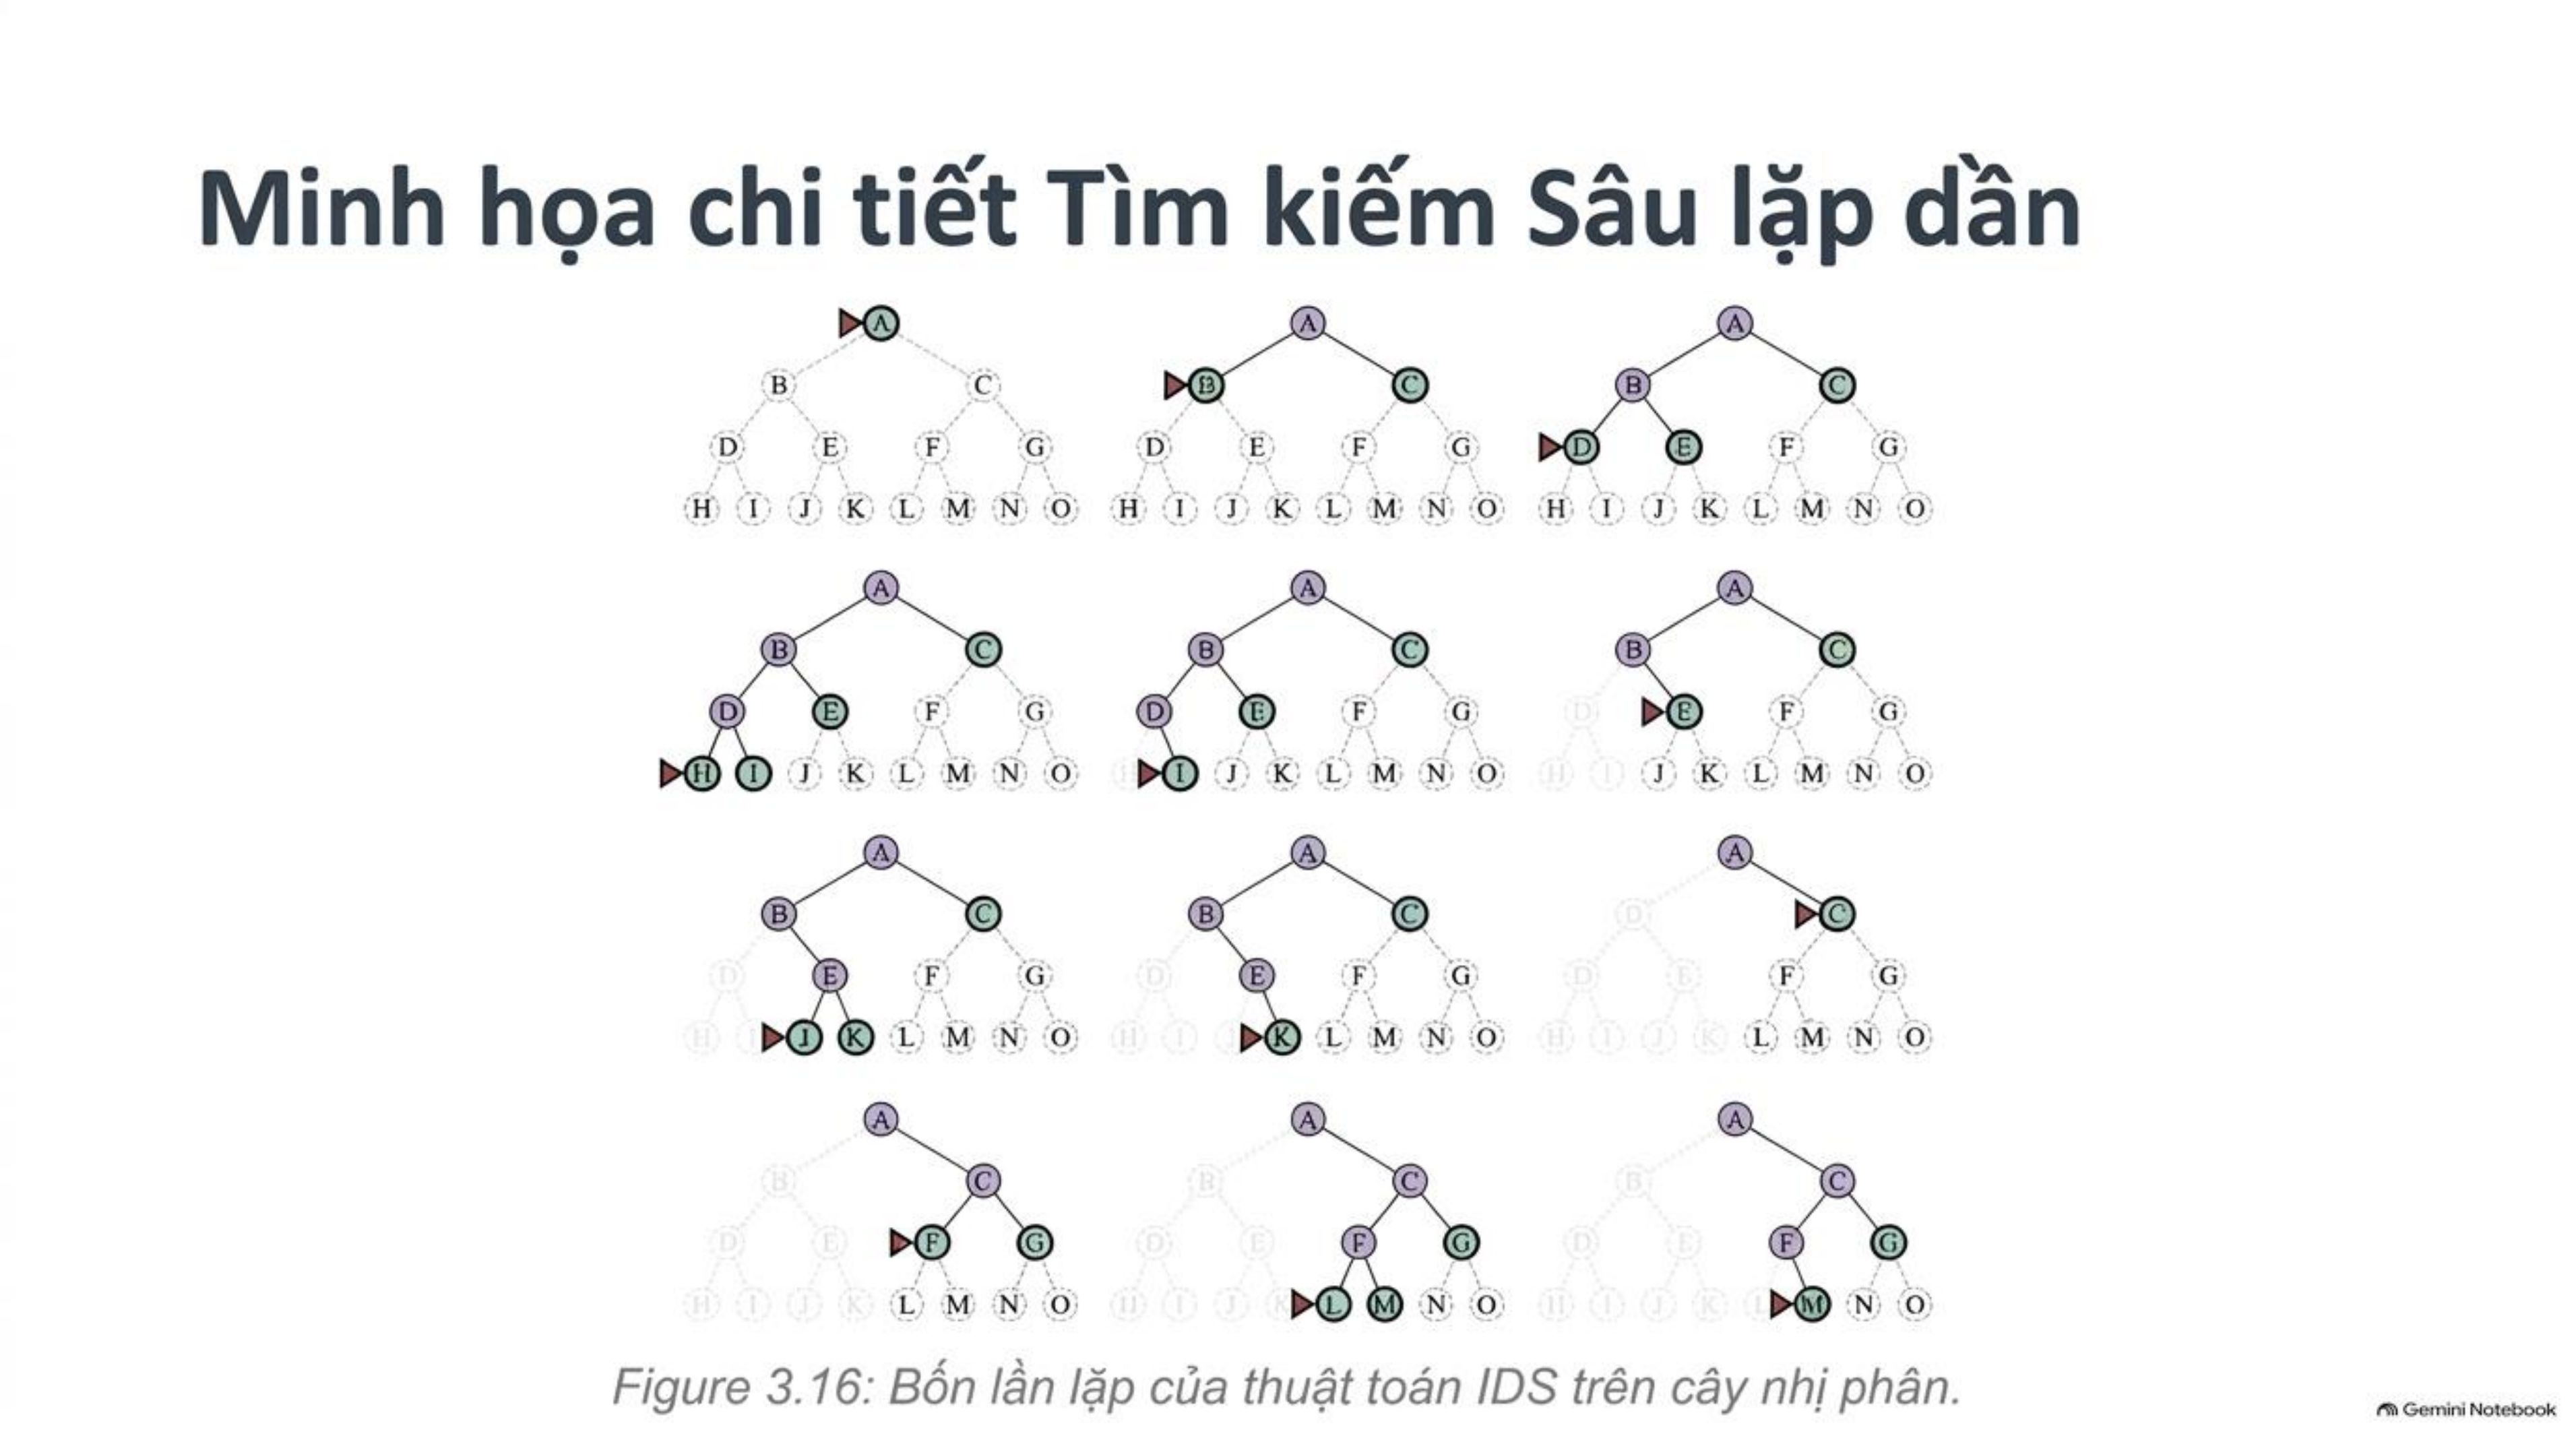 Minh họa chi tiết Tìm kiếm Sâu lặp dần
A A A
B C B C B C
D E F G D E F G D E F G
H I J K L M N O H I J K L M N O H I J K L M N O
A A A
B C B C B C
D E F G D E F G D E F G
H I J K L M N O H I J K L M N O H I J K L M N O
A A A
B C B C D C
D E F G D E F G D E F G
H I J K L M N O H I J K L M N O H I J K L M N O
A A A
B C B C B C
D E F G D E F G D E F G
H I J K L M N O H I J K L M N O H I J K L M N O
Figure 3.16: Bốn lần lặp của thuật toán IDS trên cây nhị phân.
Gemini Notebook